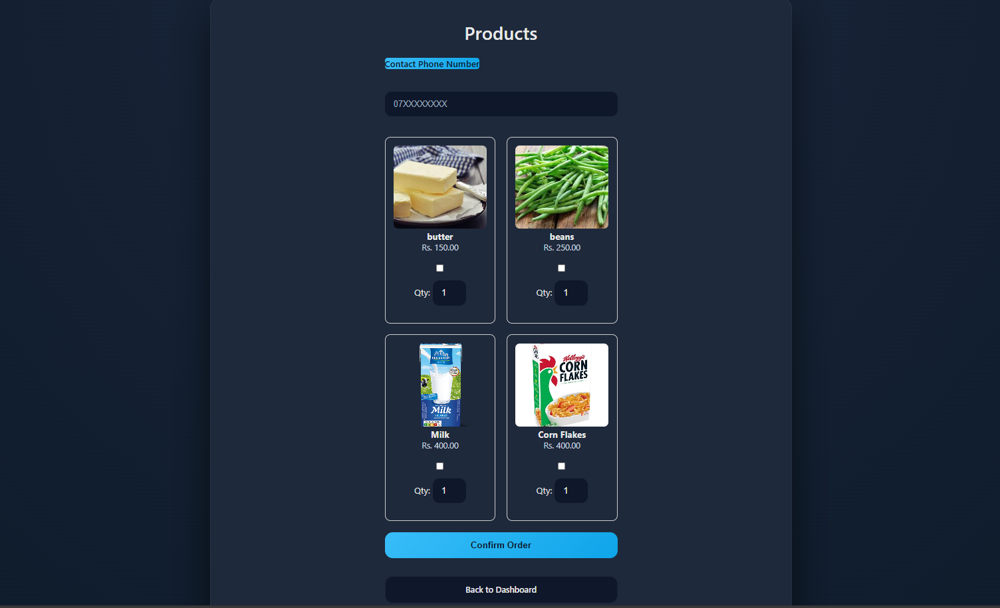 Products
Contact Phone Number
07XXXXXXXX
butter
Rs. 150.00
Qty: 1
beans
Rs. 250.00
Qty: 1
Milk
Milk
Rs. 400.00
Qty: 1
Kellogg's
CORN
FLAKES
Corn Flakes
Rs. 400.00
Qty: 1
Confirm Order
Back to Dashboard